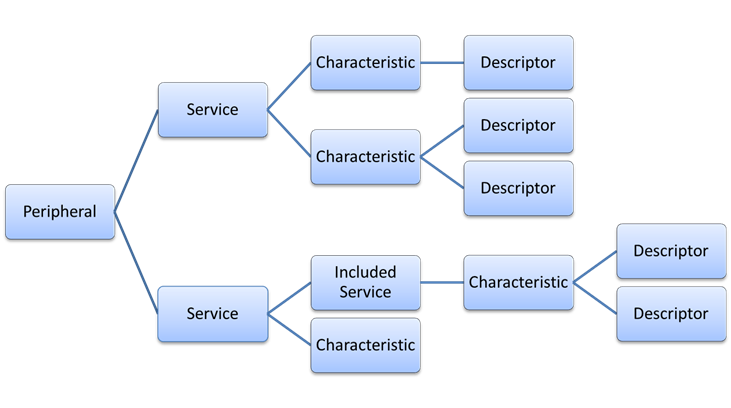 Peripheral
Service
Characteristic
Descriptor
Characteristic
Descriptor
Descriptor
Service
Included
Service
Characteristic
Descriptor
Descriptor
Characteristic